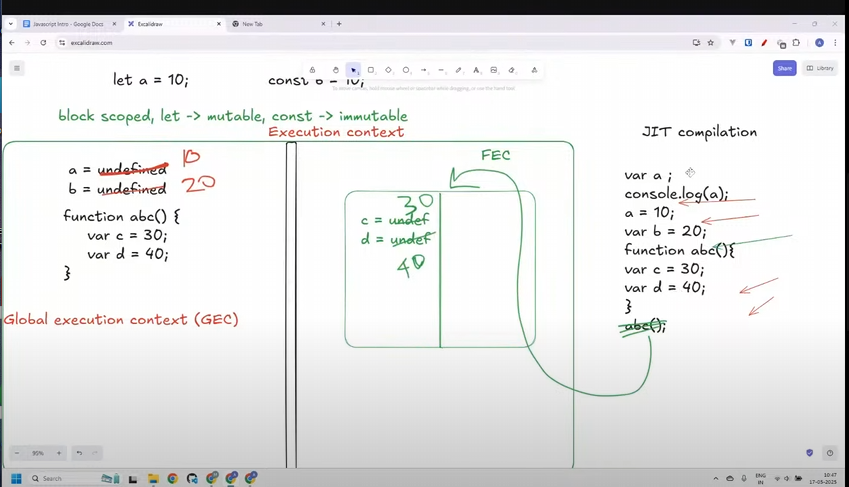 Javascript Intro - Google Docs
Excalidraw
New Tab
excalidraw.com
Share
Library
let a = 10;
const b = 10;
To move canvas, hold mouse wheel or spacebar while dragging, or use the hand tool
block scoped, let -> mutable, const -> immutable
Execution context
a = undefined 10
b = undefined 20
function abc() {
var c = 30;
var d = 40;
}
Global execution context (GEC)
FEC
30
c = undef
d = undef
40
JIT compilation
var a ;
console.log(a);
a = 10;
var b = 20;
function abc(){
var c = 30;
var d = 40;
}
abc();
95%
Search
ENG
IN
10:47
17-05-2025